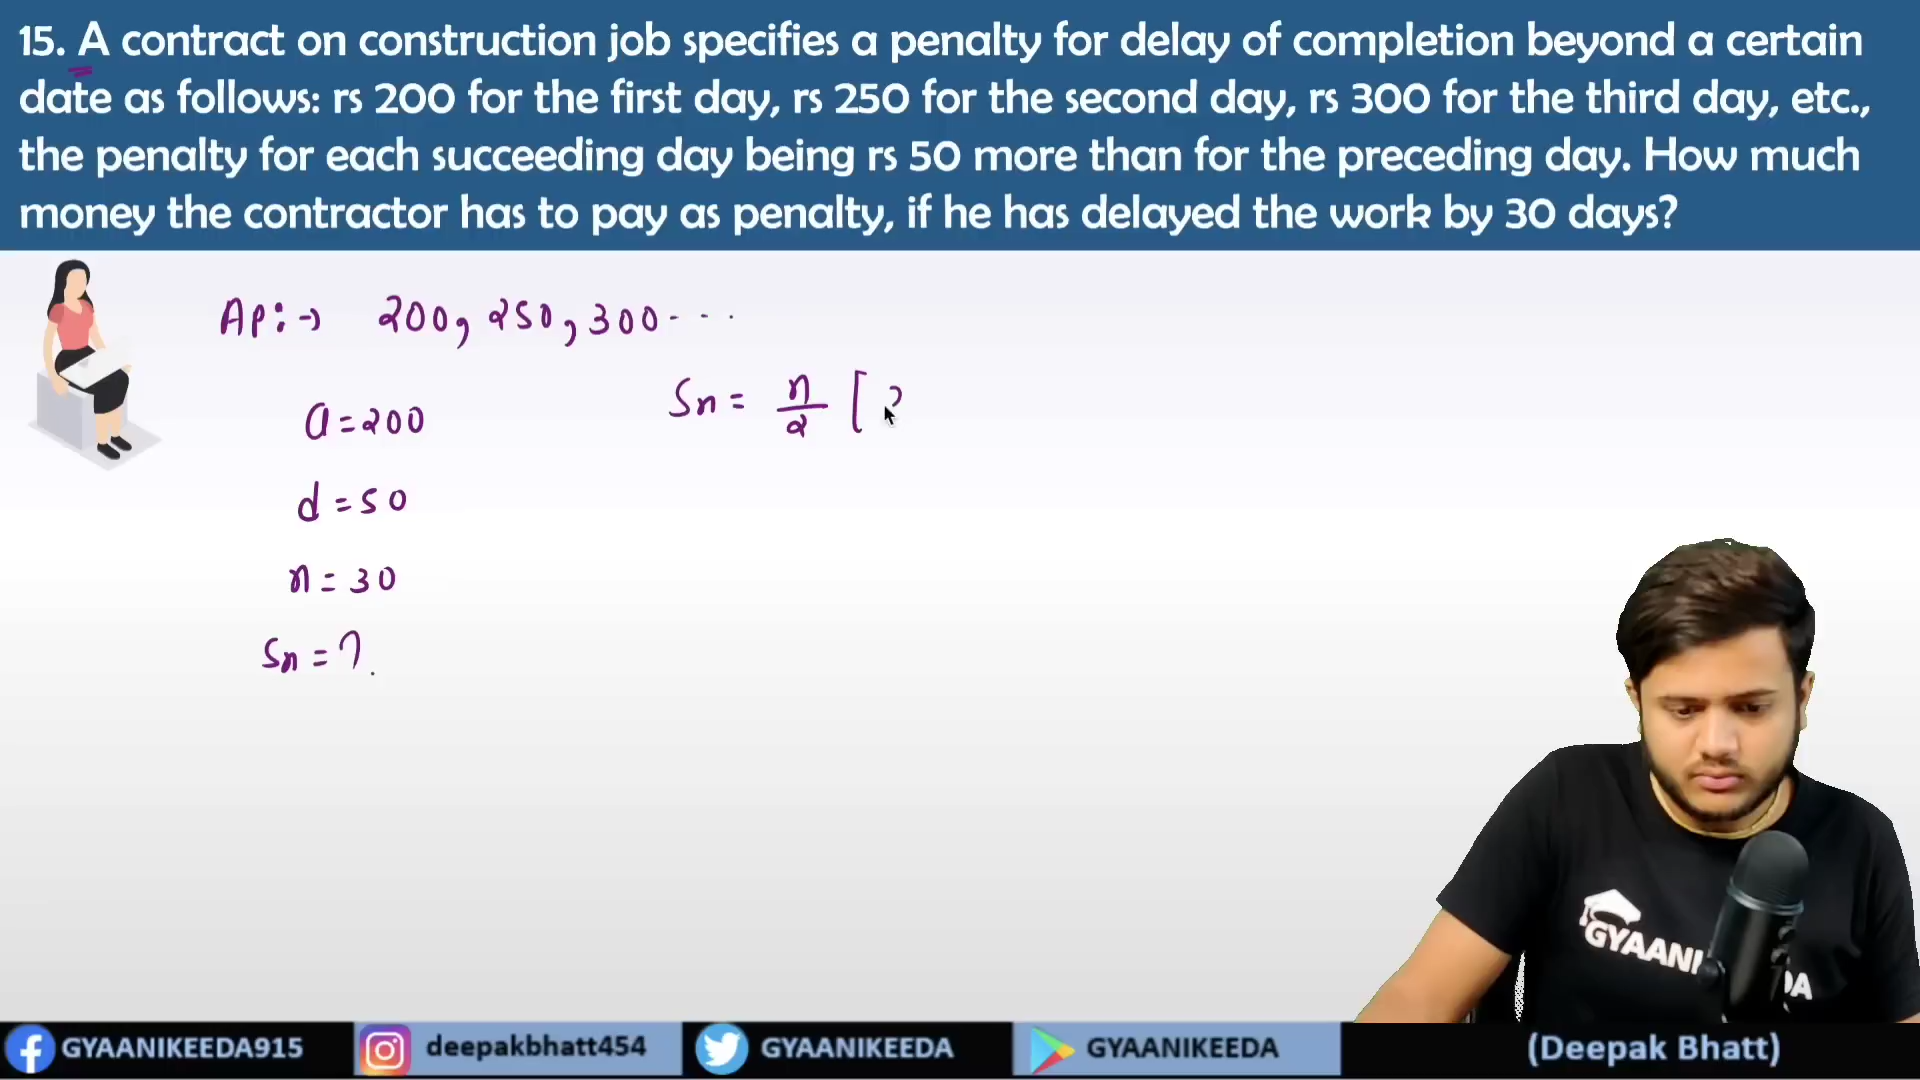 15. A contract on construction job specifies a penalty for delay of completion beyond a certain
date as follows: rs 200 for the first day, rs 250 for the second day, rs 300 for the third day, etc.,
the penalty for each succeeding day being rs 50 more than for the preceding day. How much
money the contractor has to pay as penalty, if he has delayed the work by 30 days?
AP:→ 200, 250, 300 - - -
Sn = n/2 [ 2
a = 200
d = 50
n = 30
Sn = ?.
GYAANI
DA
GYAANIKEEDA915
deepakbhatt454
GYAANIKEEDA
GYAANIKEEDA
(Deepak Bhatt)